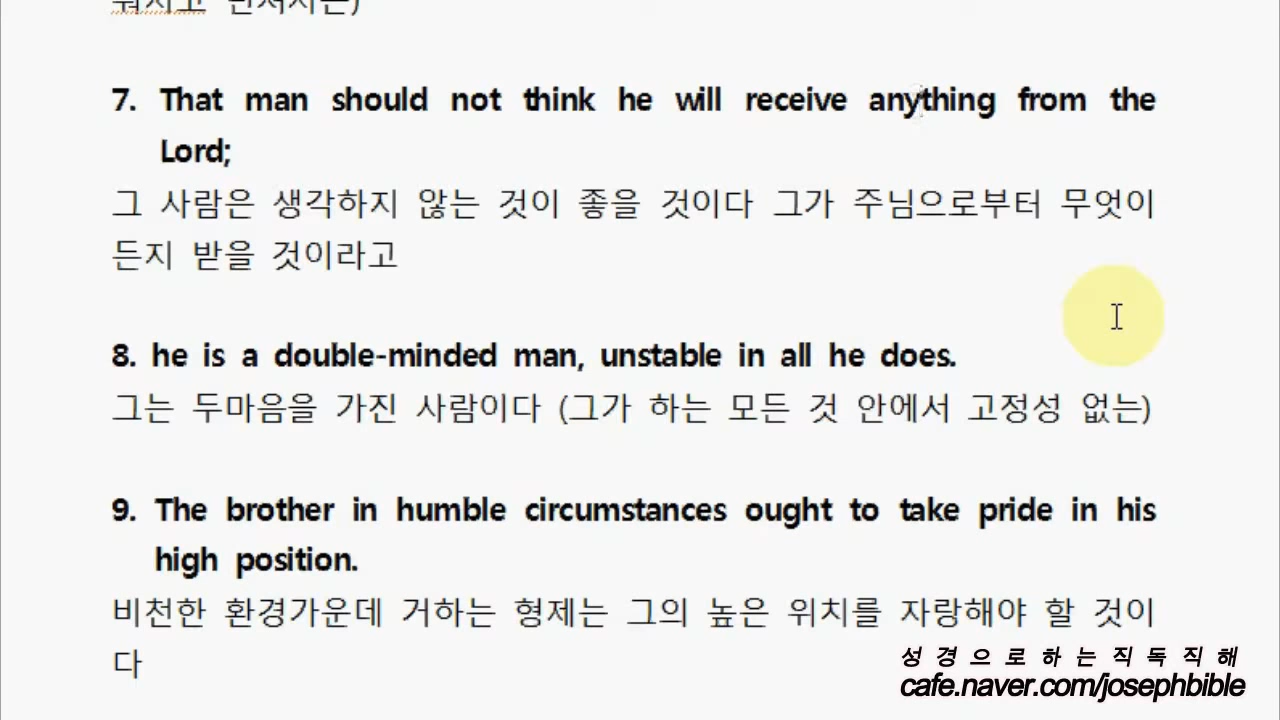 7. That man should not think he will receive anything from the
Lord;
그 사람은 생각하지 않는 것이 좋을 것이다 그가 주님으로부터 무엇이
든지 받을 것이라고
8. he is a double-minded man, unstable in all he does.
그는 두마음을 가진 사람이다 (그가 하는 모든 것 안에서 고정성 없는)
9. The brother in humble circumstances ought to take pride in his
high position.
비천한 환경가운데 거하는 형제는 그의 높은 위치를 자랑해야 할 것이
다
성경으로하는직독직해
cafe.naver.com/josephbible